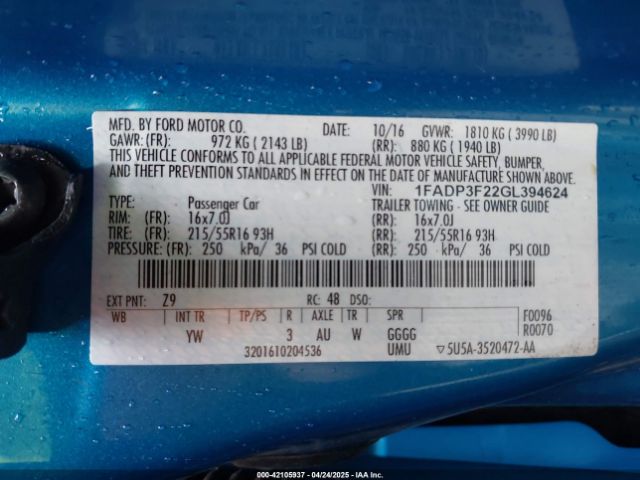 MFD. BY FORD MOTOR CO. DATE: 10/16 GVWR: 1810 KG ( 3990 LB)
GAWR: (FR): 972 KG ( 2143 LB) (RR): 880 KG ( 1940 LB)
THIS VEHICLE CONFORMS TO ALL APPLICABLE FEDERAL MOTOR VEHICLE SAFETY, BUMPER,
AND THEFT PREVENTION STANDARDS IN EFFECT ON THE DATE OF MANUFACTURE SHOWN ABOVE.
VIN: 1FADP3F22GL394624
TYPE: Passenger Car TRAILER TOWING - SEE OWNER GUIDE
RIM: (FR) 16x7.0J (RR): 16x7.0J
TIRE: (FR) 215/55R16 93H (RR): 215/55R16 93H
PRESSURE: (FR) 250 kPa/ 36 PSI COLD (RR) 250 kPa/ 36 PSI COLD
EXT PNT: Z9 RC: 48 DSO:
WB INT TR TP/PS R AXLE TR SPR F0096
YW 3 AU W GGGG R0070
3201610204536 UMU ▽5U5A-3520472-AA
000-42105937 - 04/24/2025 - IAAI.com